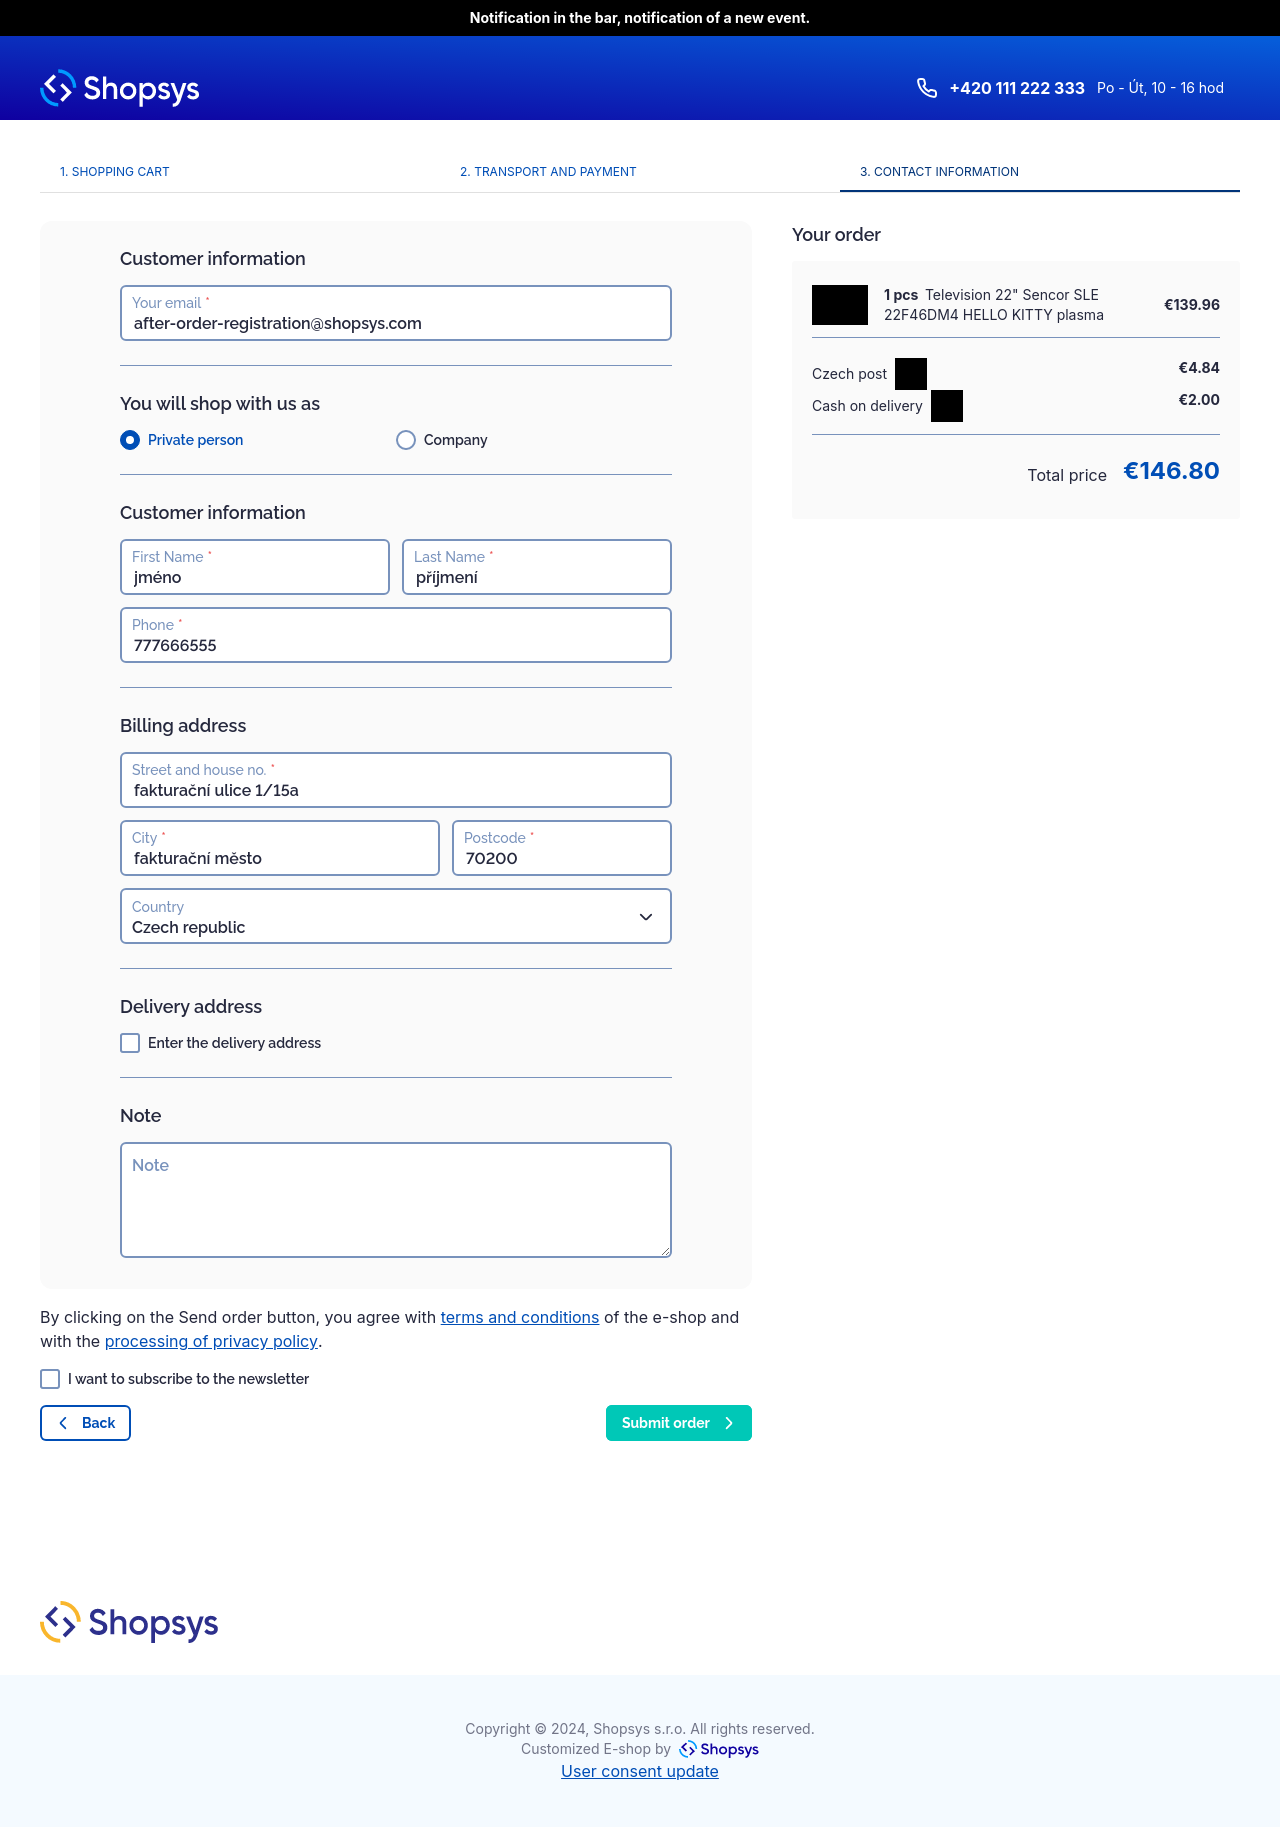 Notification in the bar, notification of a new event.
Shopsys
+420 111 222 333 Po - Út, 10 - 16 hod
1. SHOPPING CART
2. TRANSPORT AND PAYMENT
3. CONTACT INFORMATION
Customer information
Your email *
after-order-registration@shopsys.com
You will shop with us as
Private person
Company
Customer information
First Name *
jméno
Last Name *
příjmení
Phone *
777666555
Billing address
Street and house no. *
fakturační ulice 1/15a
City *
fakturační město
Postcode *
70200
Country
Czech republic
Delivery address
Enter the delivery address
Note
Note
By clicking on the Send order button, you agree with terms and conditions of the e-shop and
with the processing of privacy policy.
I want to subscribe to the newsletter
Back
Submit order
Your order
1 pcs Television 22" Sencor SLE
22F46DM4 HELLO KITTY plasma
€139.96
Czech post
€4.84
Cash on delivery
€2.00
Total price €146.80
Shopsys
Copyright © 2024, Shopsys s.r.o. All rights reserved.
Customized E-shop by Shopsys
User consent update